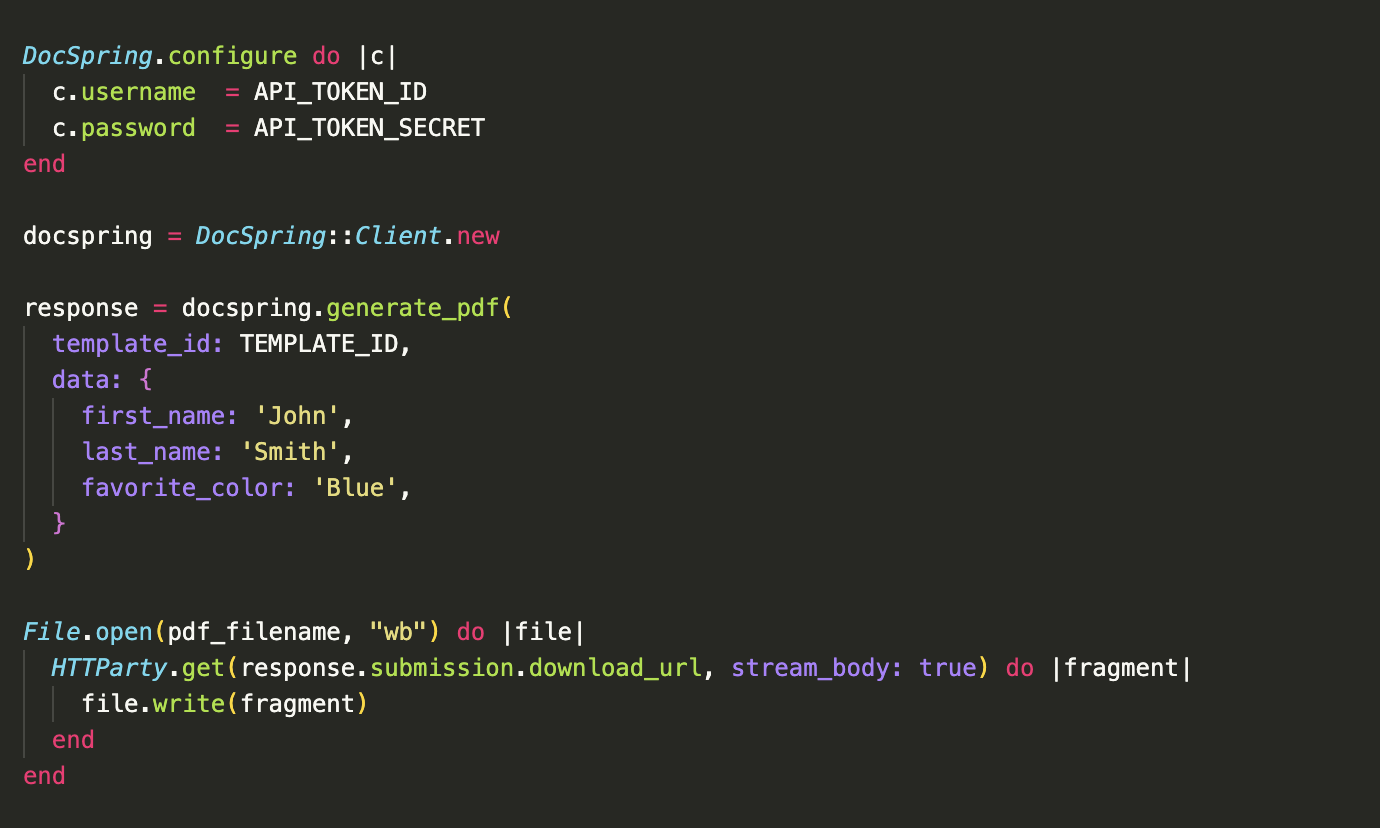 DocSpring.configure do |c|
  c.username  = API_TOKEN_ID
  c.password  = API_TOKEN_SECRET
end

docspring = DocSpring::Client.new

response = docspring.generate_pdf(
  template_id: TEMPLATE_ID,
  data: {
    first_name: 'John',
    last_name: 'Smith',
    favorite_color: 'Blue',
  }
)

File.open(pdf_filename, "wb") do |file|
  HTTParty.get(response.submission.download_url, stream_body: true) do |fragment|
    file.write(fragment)
  end
end